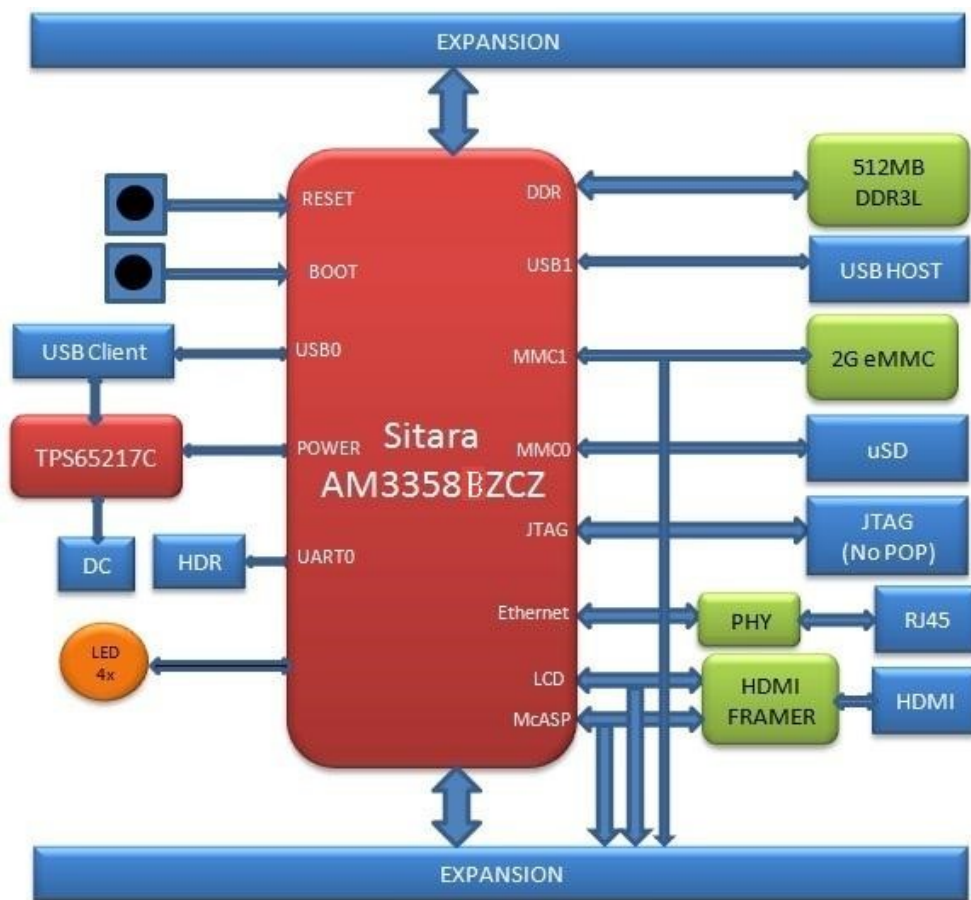 EXPANSION
RESET
BOOT
USB Client
USB0
TPS65217C
POWER
DC
HDR
UART0
LED
4x
Sitara
AM3358BZCZ
DDR
USB1
MMC1
MMC0
JTAG
Ethernet
LCD
McASP
512MB
DDR3L
USB HOST
2G eMMC
uSD
JTAG
(No POP)
PHY
RJ45
HDMI
FRAMER
HDMI
EXPANSION